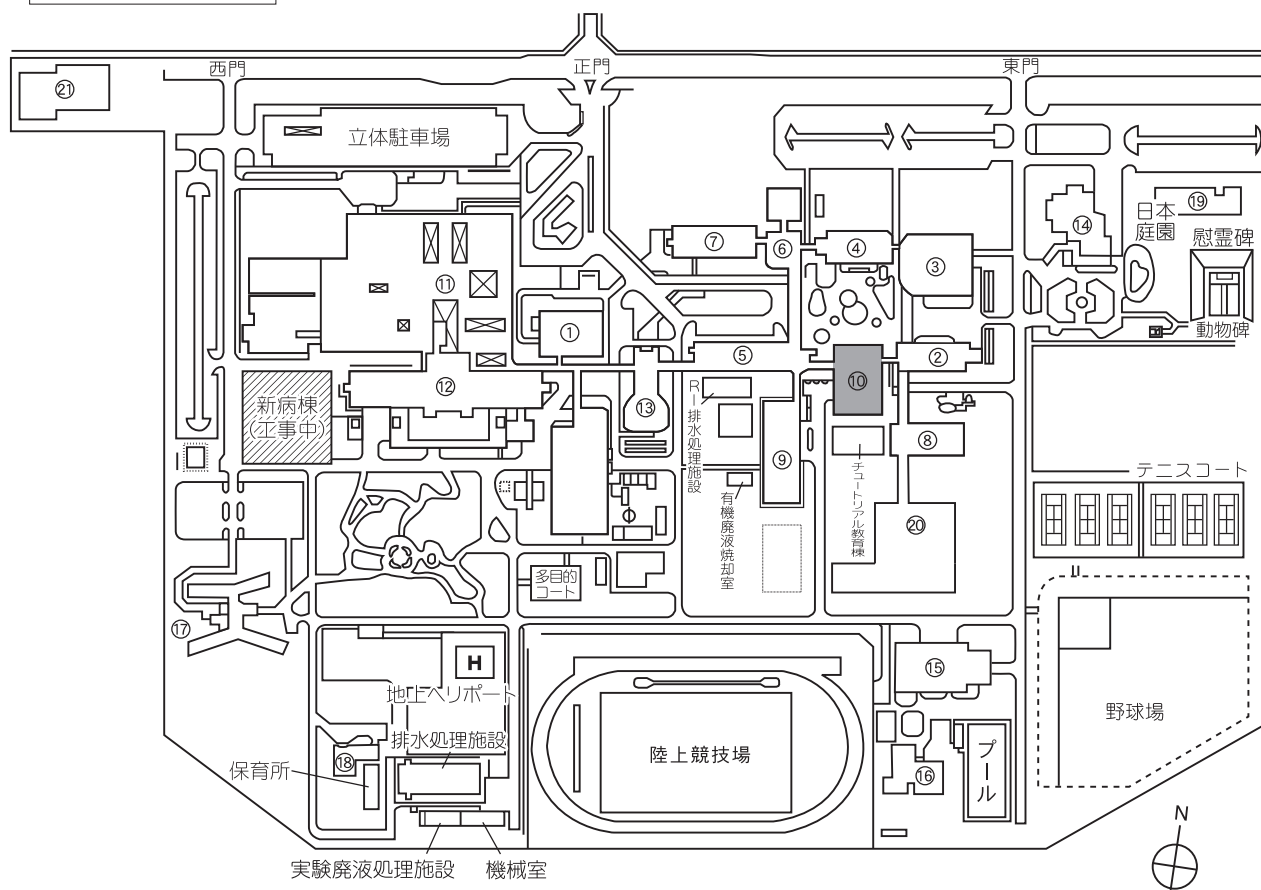 西門
正門
東門
㉑
立体駐車場
⑲
日本
庭園
⑭
慰霊碑
⑦
⑥
④
③
⑪
①
動物碑
⑤
②
⑩
⑫
新病棟
(工事中)
⑬
R－排水処理施設
⑧
⑨
テニスコート
チュートリアル教育棟
有機廃液焼却室
⑳
多目的
コート
⑰
H
地上ヘリポート
⑮
野球場
排水処理施設
陸上競技場
⑱
保育所
プール
⑯
実験廃液処理施設
機械室
N